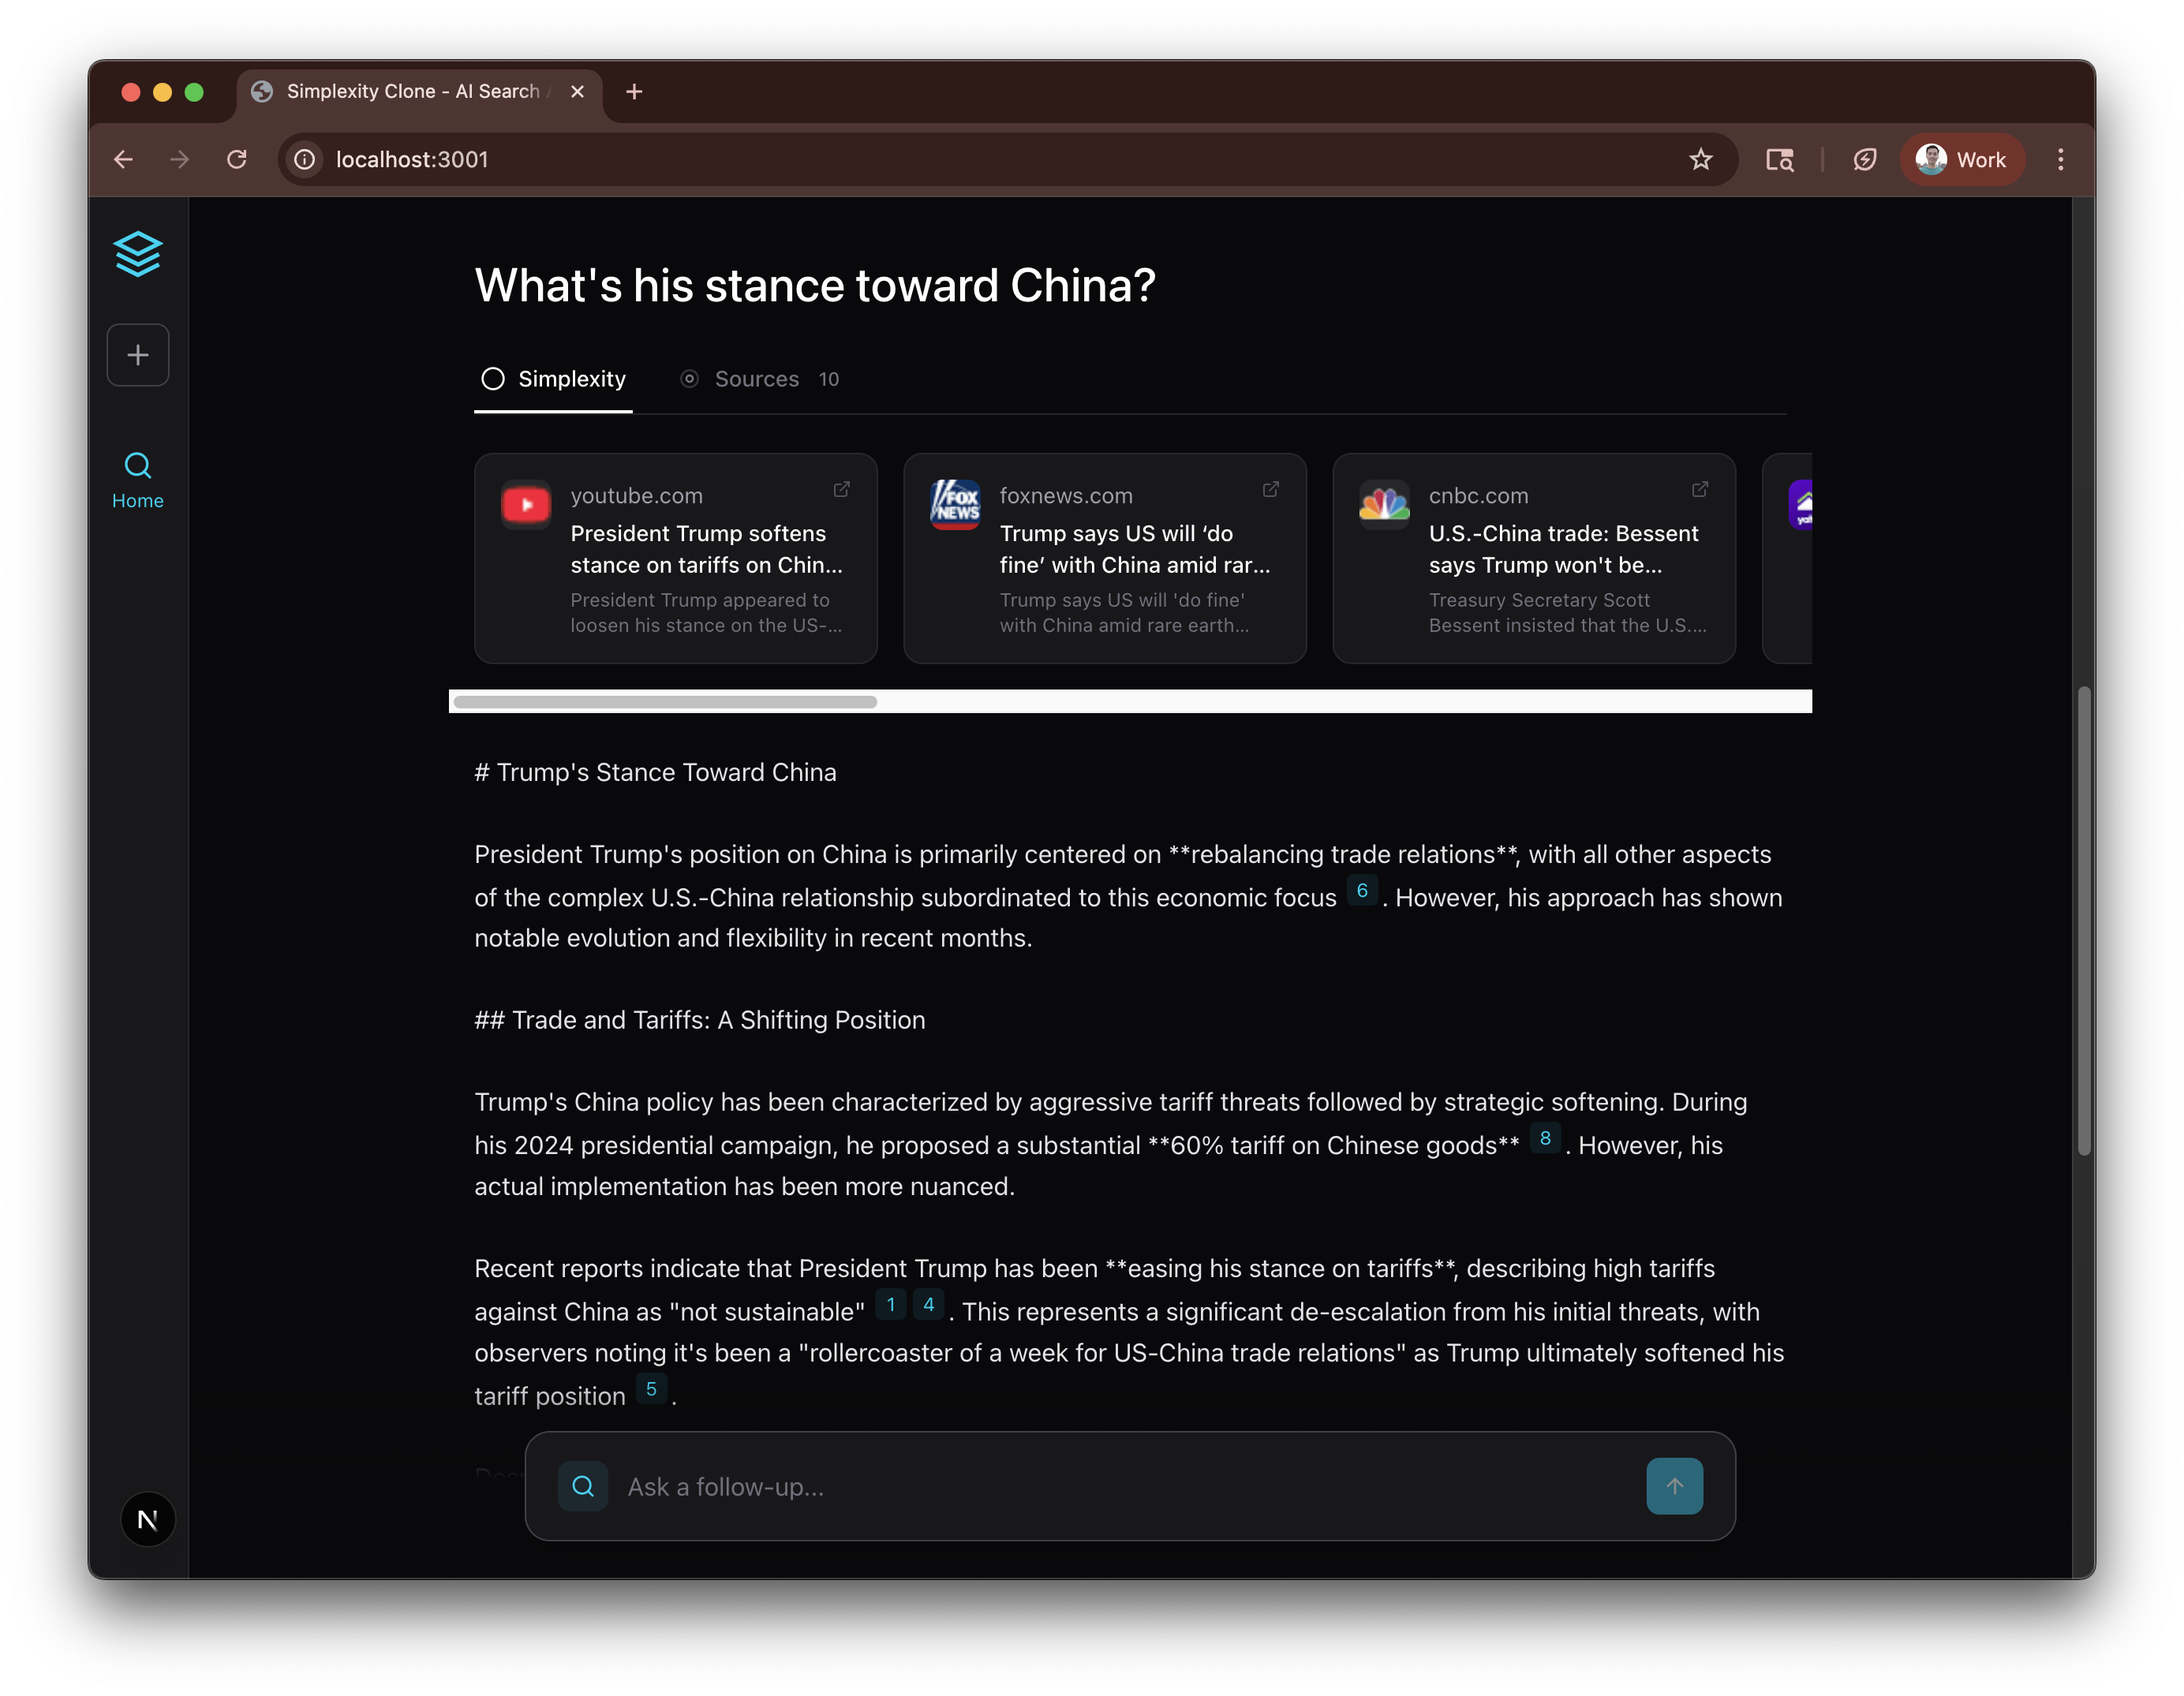 Simplexity Clone - AI Search
localhost:3001
Work
Home
What's his stance toward China?
Simplexity
Sources 10
youtube.com
President Trump softens
stance on tariffs on Chin...
President Trump appeared to
loosen his stance on the US-...
FOX
NEWS
foxnews.com
Trump says US will ‘do
fine’ with China amid rar...
Trump says US will 'do fine'
with China amid rare earth...
cnbc.com
U.S.-China trade: Bessent
says Trump won't be...
Treasury Secretary Scott
Bessent insisted that the U.S....
# Trump's Stance Toward China
President Trump's position on China is primarily centered on **rebalancing trade relations**, with all other aspects
of the complex U.S.-China relationship subordinated to this economic focus 6 . However, his approach has shown
notable evolution and flexibility in recent months.
## Trade and Tariffs: A Shifting Position
Trump's China policy has been characterized by aggressive tariff threats followed by strategic softening. During
his 2024 presidential campaign, he proposed a substantial **60% tariff on Chinese goods** 8 . However, his
actual implementation has been more nuanced.
Recent reports indicate that President Trump has been **easing his stance on tariffs**, describing high tariffs
against China as "not sustainable" 1 4 . This represents a significant de-escalation from his initial threats, with
observers noting it's been a "rollercoaster of a week for US-China trade relations" as Trump ultimately softened his
tariff position 5 .
Ask a follow-up...
N